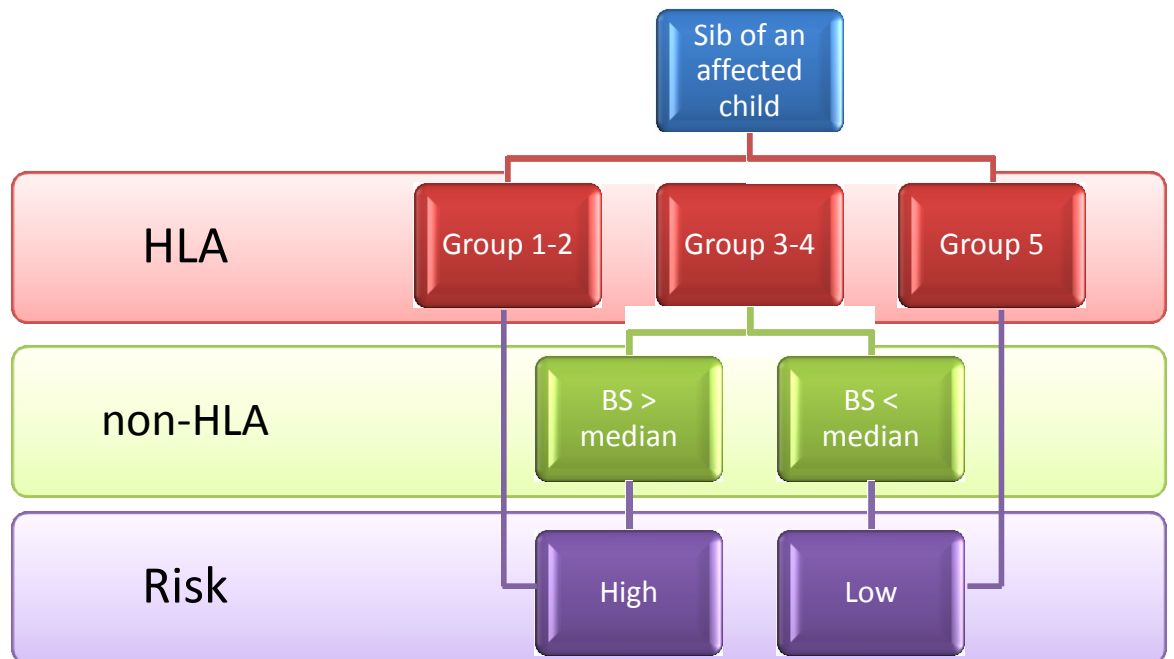 Sib of an
affected
child
HLA
Group 1-2
Group 3-4
Group 5
non-HLA
BS >
median
BS <
median
Risk
High
Low